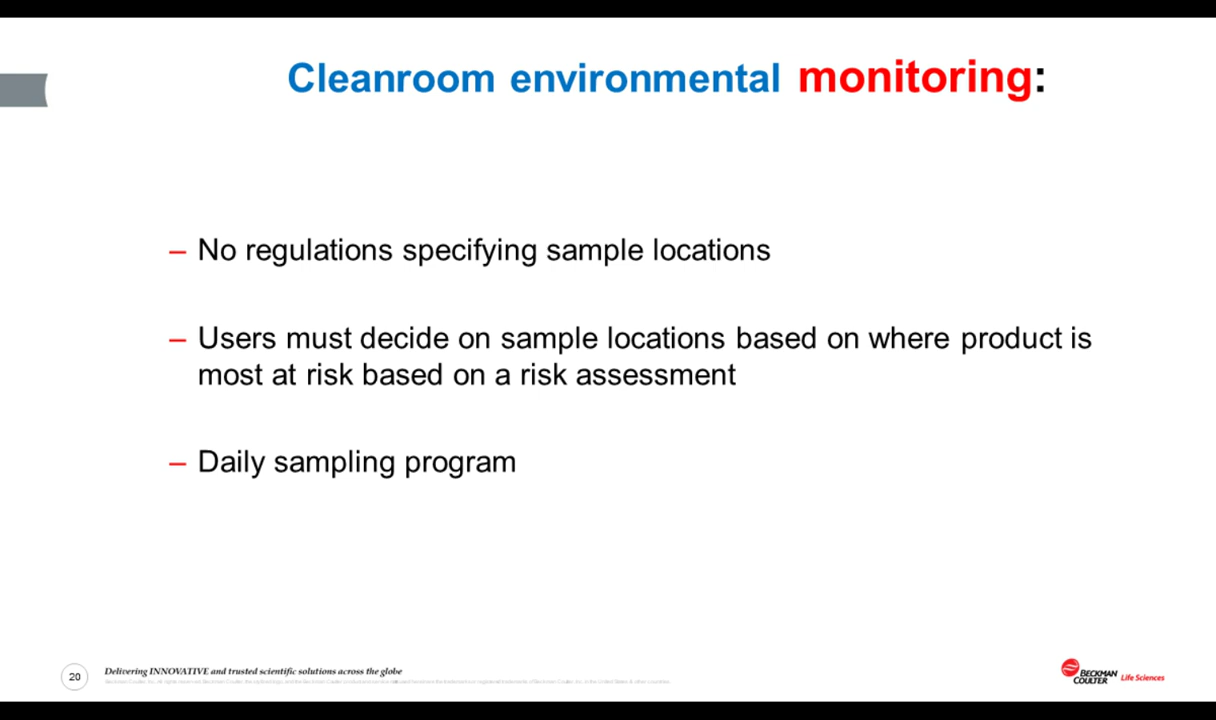 Cleanroom environmental monitoring:
– No regulations specifying sample locations
– Users must decide on sample locations based on where product is
most at risk based on a risk assessment
– Daily sampling program
20
Delivering INNOVATIVE and trusted scientific solutions across the globe
BECKMAN
COULTER Life Sciences